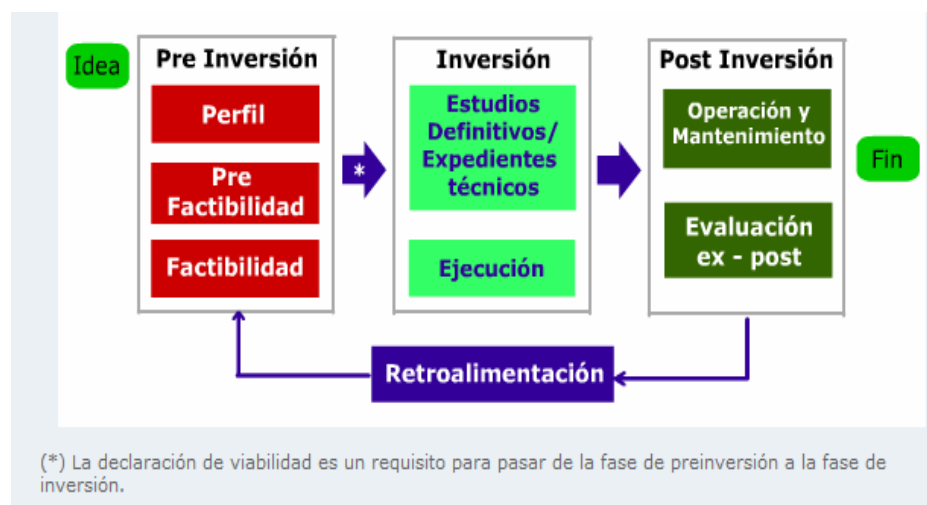 Idea
Pre Inversión
Perfil
Pre
Factibilidad
Factibilidad
*
Inversión
Estudios
Definitivos/
Expedientes
técnicos
Ejecución
Post Inversión
Operación y
Mantenimiento
Evaluación
ex - post
Fin
Retroalimentación
(*) La declaración de viabilidad es un requisito para pasar de la fase de preinversión a la fase de
inversión.